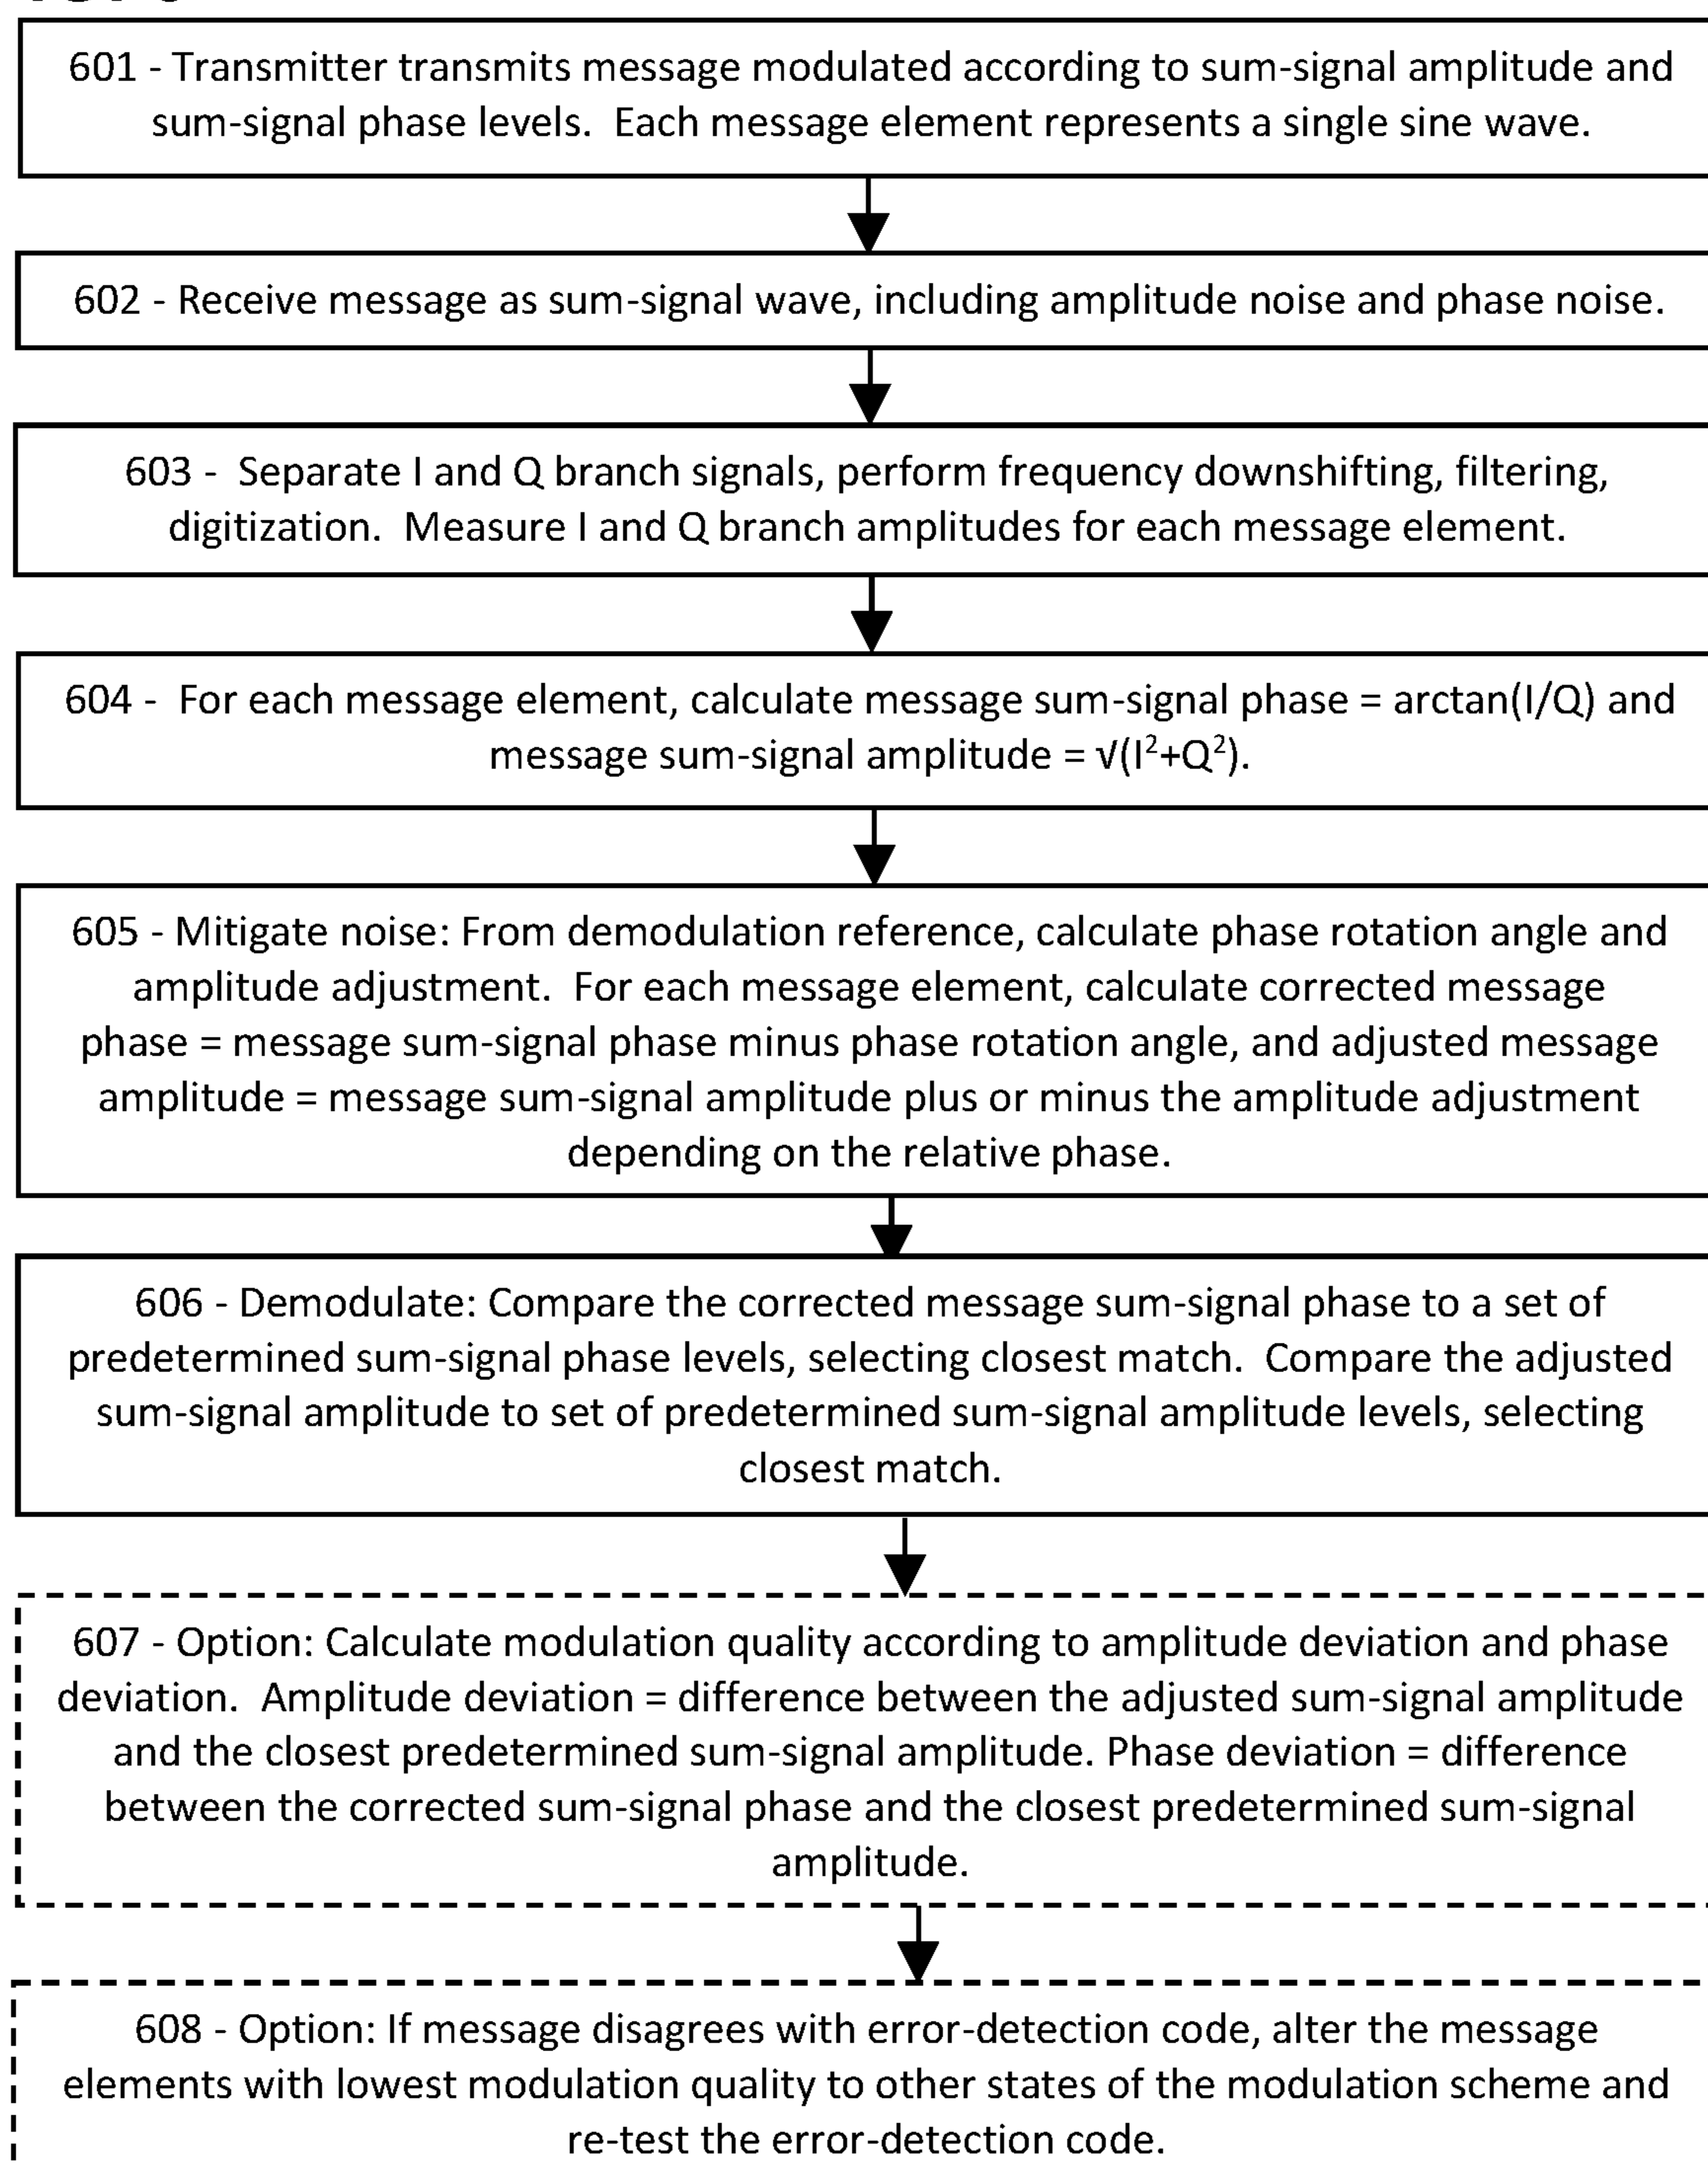 601 - Transmitter transmits message modulated according to sum-signal amplitude and
sum-signal phase levels.  Each message element represents a single sine wave.
602 - Receive message as sum-signal wave, including amplitude noise and phase noise.
603 -  Separate I and Q branch signals, perform frequency downshifting, filtering,
digitization.  Measure I and Q branch amplitudes for each message element.
604 -  For each message element, calculate message sum-signal phase = arctan(I/Q) and
message sum-signal amplitude = √(I²+Q²).
605 - Mitigate noise: From demodulation reference, calculate phase rotation angle and
amplitude adjustment.  For each message element, calculate corrected message
phase = message sum-signal phase minus phase rotation angle, and adjusted message
amplitude = message sum-signal amplitude plus or minus the amplitude adjustment
depending on the relative phase.
606 - Demodulate: Compare the corrected message sum-signal phase to a set of
predetermined sum-signal phase levels, selecting closest match.  Compare the adjusted
sum-signal amplitude to set of predetermined sum-signal amplitude levels, selecting
closest match.
607 - Option: Calculate modulation quality according to amplitude deviation and phase
deviation.  Amplitude deviation = difference between the adjusted sum-signal amplitude
and the closest predetermined sum-signal amplitude. Phase deviation = difference
between the corrected sum-signal phase and the closest predetermined sum-signal
amplitude.
608 - Option: If message disagrees with error-detection code, alter the message
elements with lowest modulation quality to other states of the modulation scheme and
re-test the error-detection code.